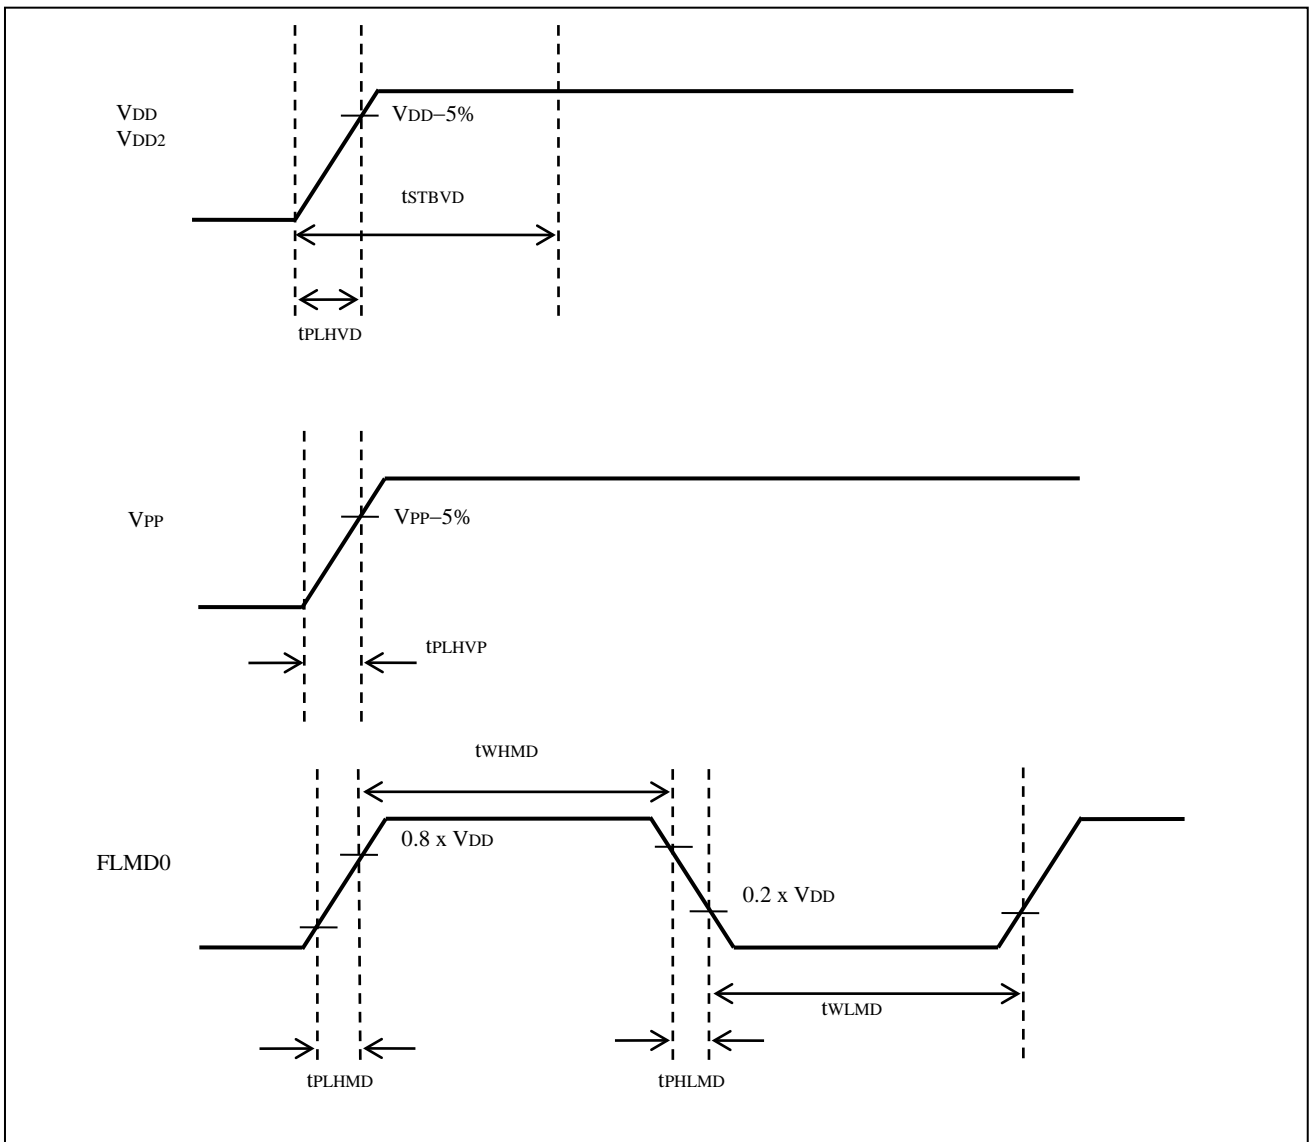 VDD
VDD2
VDD–5%
tSTBVD
tPLHVD
VPP
VPP–5%
tPLHVP
tWHMD
FLMD0
0.8 x VDD
0.2 x VDD
tWLMD
tPLHMD
tPHLMD